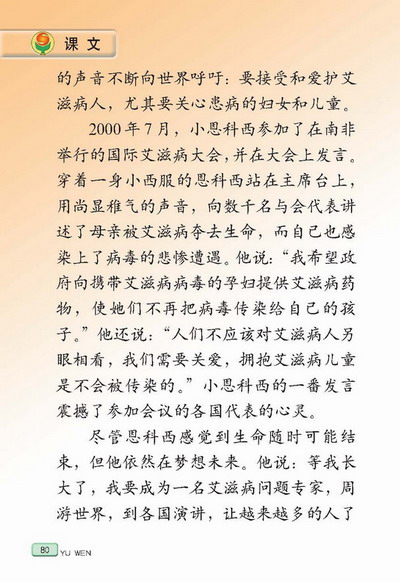 课文
的声音不断向世界呼吁：要接受和爱护艾
滋病人，尤其要关心患病的妇女和儿童。
2000年7月，小恩科西参加了在南非
举行的国际艾滋病大会，并在大会上发言。
穿着一身小西服的恩科西站在主席台上，
用尚显稚气的声音，向数千名与会代表讲
述了母亲被艾滋病夺去生命，而自己也感
染上了病毒的悲惨遭遇。他说：“我希望政
府向携带艾滋病病毒的孕妇提供艾滋病药
物，使她们不再把病毒传染给自己的孩
子。”他还说：“人们不应该对艾滋病人另
眼相看，我们需要关爱，拥抱艾滋病儿童
是不会被传染的。”小恩科西的一番发言
震撼了参加会议的各国代表的心灵。
尽管恩科西感觉到生命随时可能结
束，但他依然在梦想未来。他说：等我长
大了，我要成为一名艾滋病问题专家，周
游世界，到各国演讲，让越来越多的人了
80
YU WEN